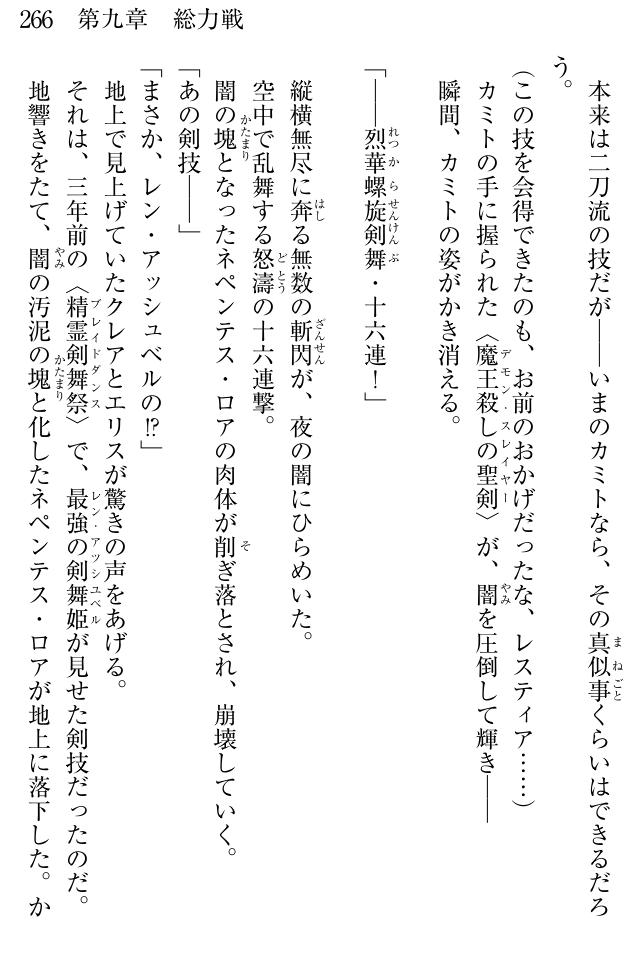 266　第九章　総力戦
　本来は二刀流の技だが――いまのカミトなら、その真似事くらいはできるだろ
う。
（この技を会得できたのも、お前のおかげだったな、レスティア……）
　カミトの手に握られた〈魔王殺しの聖剣〉が、闇を圧倒して輝き――
　瞬間、カミトの姿がかき消える。
「――烈華螺旋剣舞・十六連！」
　縦横無尽に奔る無数の斬閃が、夜の闇にひらめいた。
　空中で乱舞する怒濤の十六連撃。
　闇の塊となったネペンテス・ロアの肉体が削ぎ落とされ、崩壊していく。
「あの剣技――」
「まさか、レン・アッシュベルの!?」
　地上で見上げていたクレアとエリスが驚きの声をあげる。
　それは、三年前の〈精霊剣舞祭〉で、最強の剣舞姫が見せた剣技だったのだ。
　地響きをたて、闇の汚泥の塊と化したネペンテス・ロアが地上に落下した。か